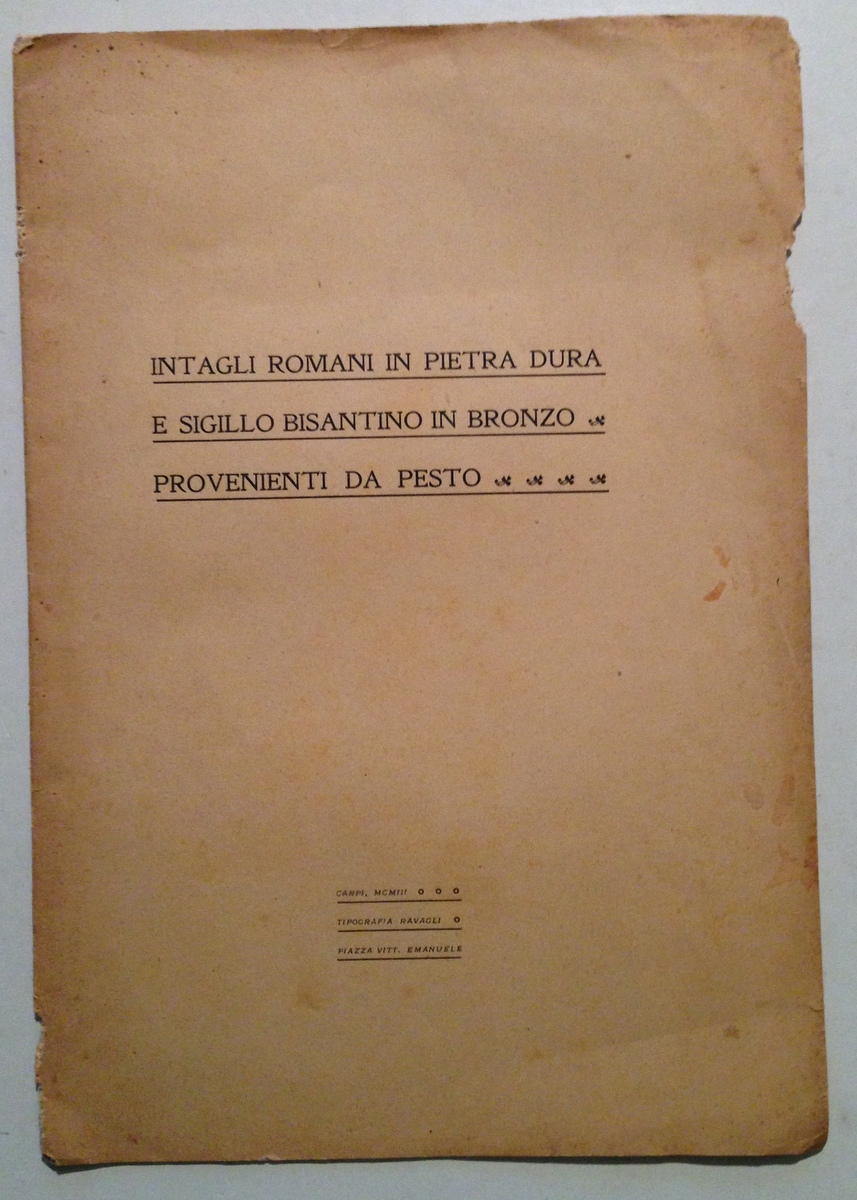 INTAGLI ROMANI IN PIETRA DURA
E SIGILLO BISANTINO IN BRONZO
PROVENIENTI DA PESTO
CARPI, MCMIII
TIPOGRAFIA RAVAGLI
PIAZZA VITT. EMANUELE